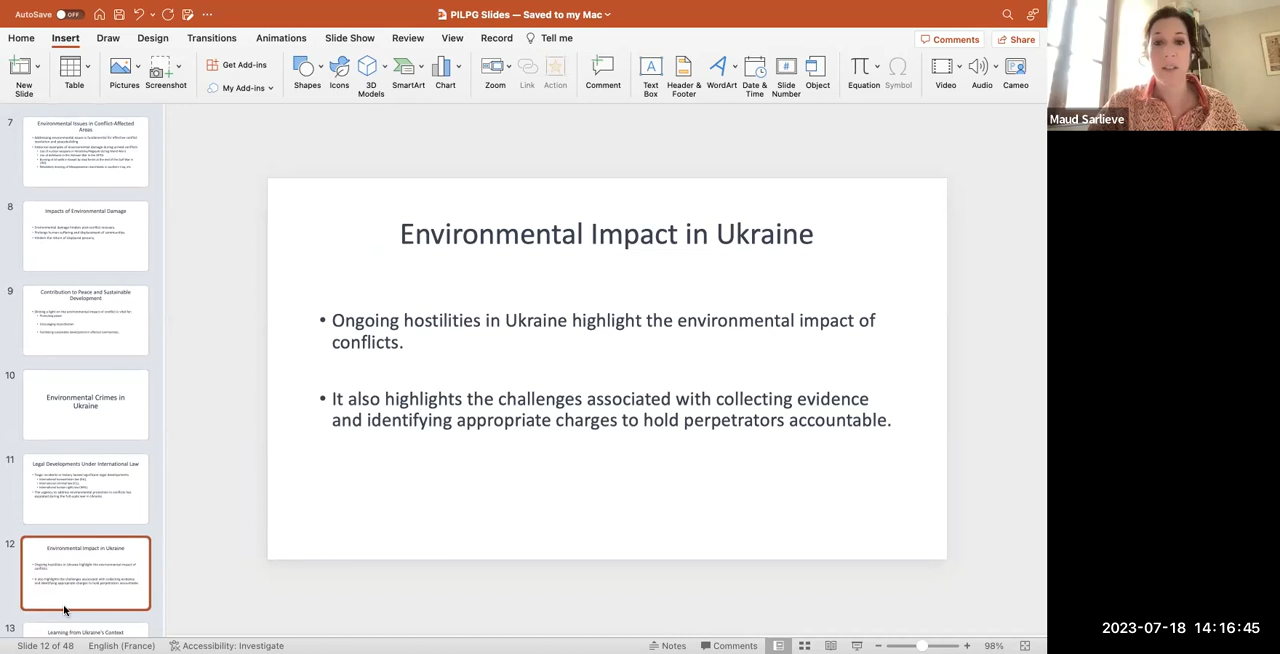 AutoSave OFF
PILPG Slides — Saved to my Mac
Home Insert Draw Design Transitions Animations Slide Show Review View Record Tell me
Comments Share
New Slide
Table
Pictures
Screenshot
Get Add-ins
My Add-ins
Shapes
Icons
3D Models
SmartArt
Chart
Zoom
Link
Action
Comment
Text Box
Header & Footer
WordArt
Date & Time
Slide Number
Object
Equation
Symbol
Video
Audio
Cameo
Maud Sarlieve
7
Environmental Issues in Conflict-Affected
Areas
8
Impacts of Environmental Damage
9
Contribution to Peace and Sustainable
Development
10
Environmental Crimes in
Ukraine
11
Legal Developments Under International Law
12
Environmental Impact in Ukraine
13
Learning from Ukraine's Context
Environmental Impact in Ukraine
• Ongoing hostilities in Ukraine highlight the environmental impact of
conflicts.
• It also highlights the challenges associated with collecting evidence
and identifying appropriate charges to hold perpetrators accountable.
2023-07-18 14:16:45
Slide 12 of 48 English (France) Accessibility: Investigate Notes Comments 98%